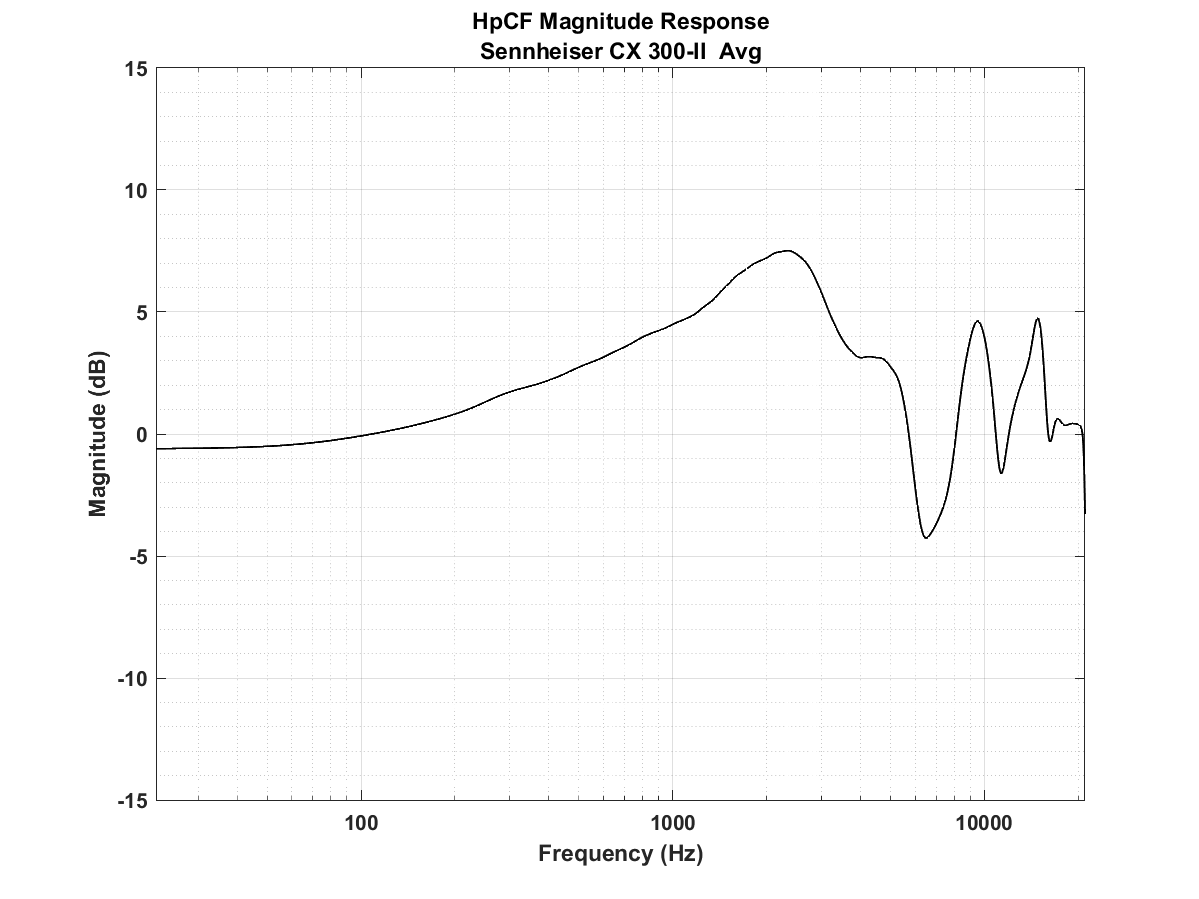 HpCF Magnitude Response
Sennheiser CX 300-II  Avg
15
10
5
0
-5
-10
-15
Magnitude (dB)
100
1000
10000
Frequency (Hz)